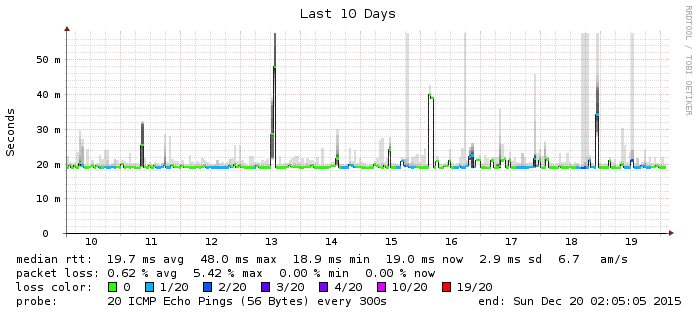 Last 10 Days
RRDTOOL / TOBI OETIKER
Seconds
50 m
40 m
30 m
20 m
10 m
0
10 11 12 13 14 15 16 17 18 19
median rtt: 19.7 ms avg 48.0 ms max 18.9 ms min 19.0 ms now 2.9 ms sd 6.7 am/s
packet loss: 0.62 % avg 5.42 % max 0.00 % min 0.00 % now
loss color: 0 1/20 2/20 3/20 4/20 10/20 19/20
probe: 20 ICMP Echo Pings (56 Bytes) every 300s end: Sun Dec 20 02:05:05 2015